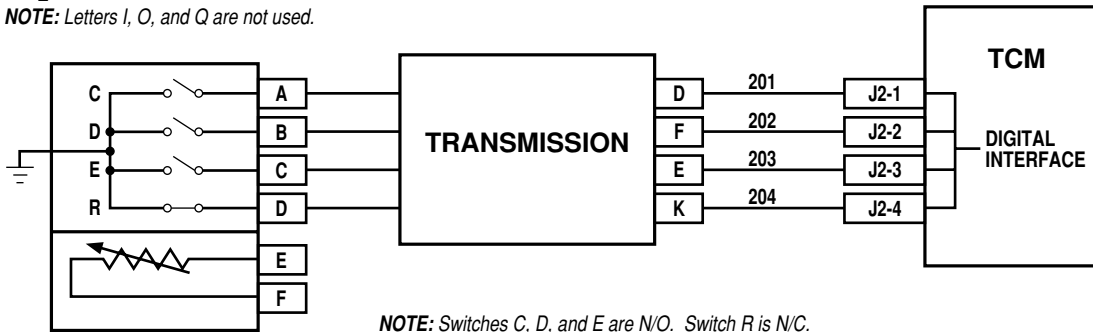 NOTE: Letters I, O, and Q are not used.
TCM
C
A
D
201
J2-1
D
B
TRANSMISSION
F
202
J2-2
DIGITAL
INTERFACE
E
C
E
203
J2-3
R
D
K
204
J2-4
E
F
NOTE: Switches C, D, and E are N/O. Switch R is N/C.